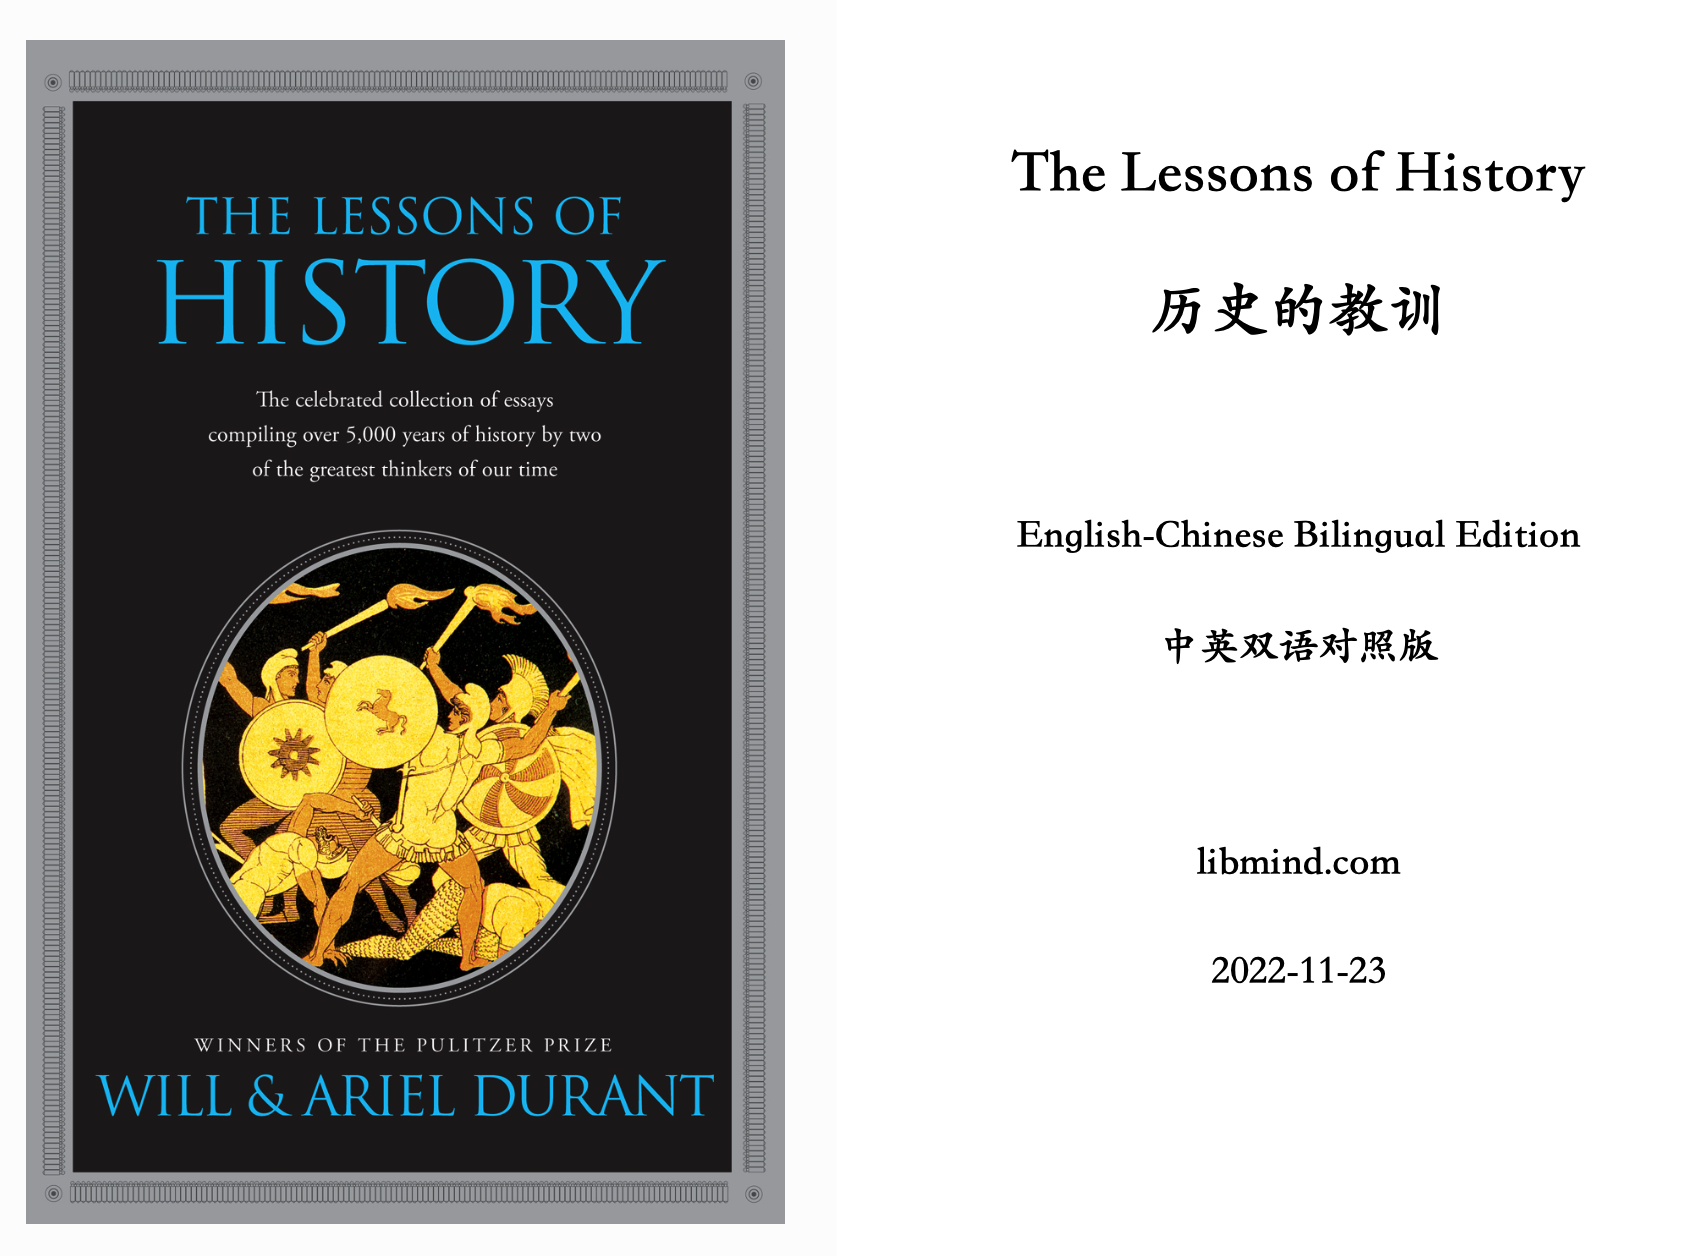 THE LESSONS OF
HISTORY
The celebrated collection of essays
compiling over 5,000 years of history by two
of the greatest thinkers of our time
WINNERS OF THE PULITZER PRIZE
WILL & ARIEL DURANT
The Lessons of History
历史的教训
English-Chinese Bilingual Edition
中英双语对照版
libmind.com
2022-11-23